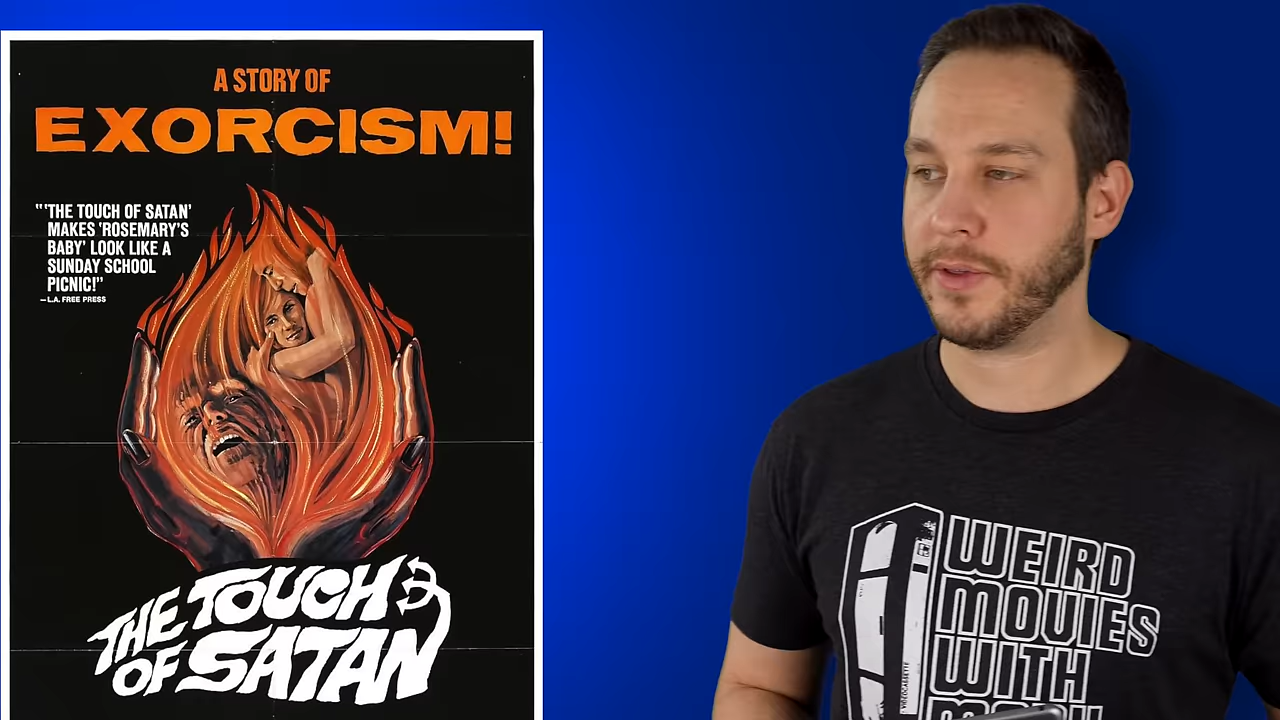 A STORY OF
EXORCISM!
"'THE TOUCH OF SATAN'
MAKES 'ROSEMARY'S
BABY' LOOK LIKE A
SUNDAY SCHOOL
PICNIC!"
—L.A. FREE PRESS
THE TOUCH
OF SATAN
WEIRD
MOVIES
WITH
VIDEOCASSETTE